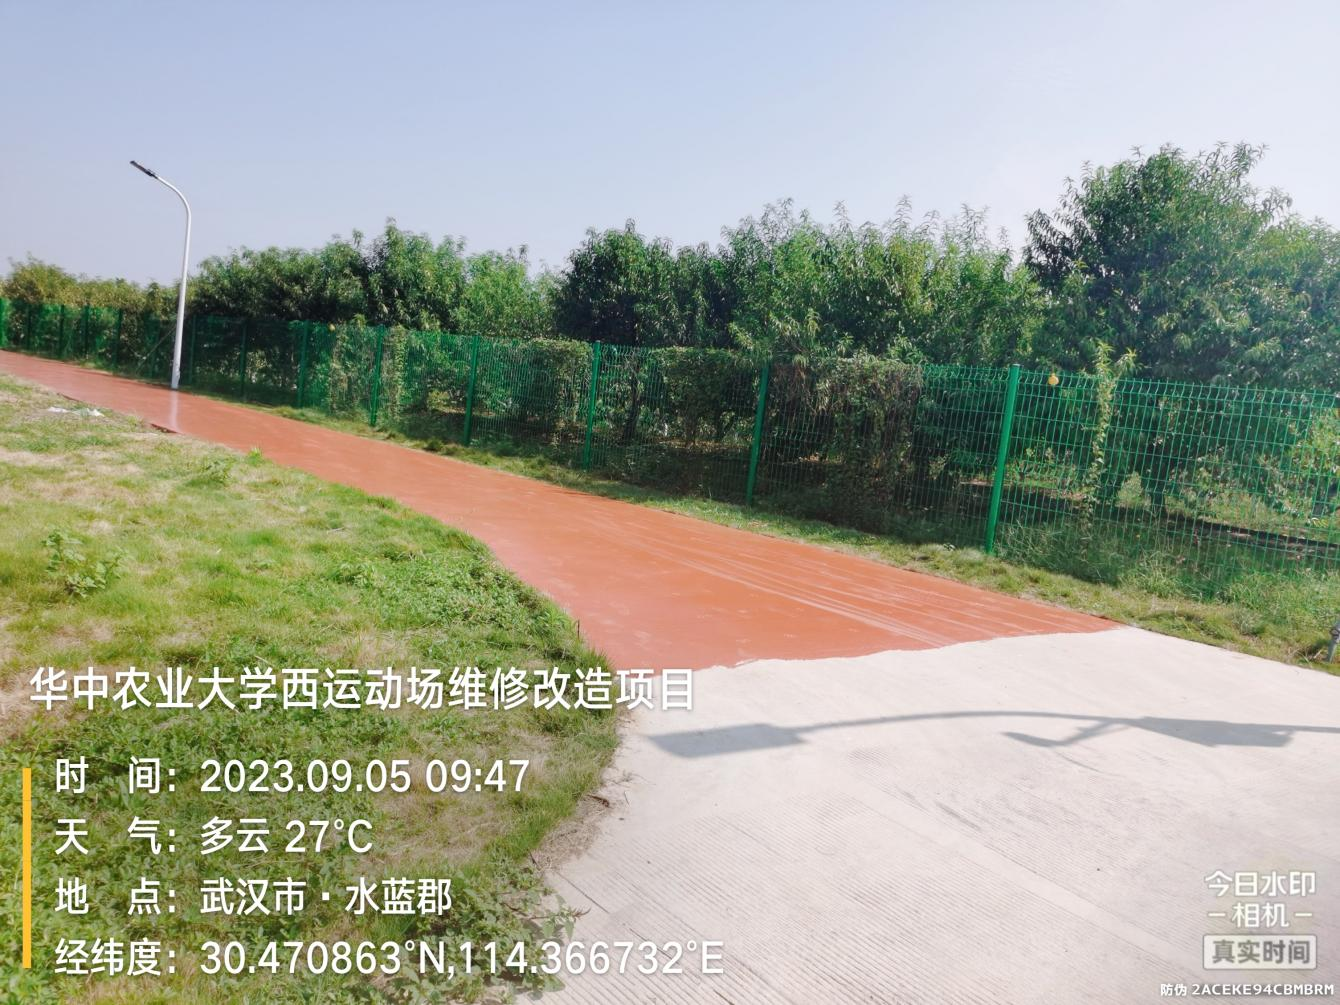 华中农业大学西运动场维修改造项目
时 间：2023.09.05 09:47
天 气：多云 27°C
地 点：武汉市·水蓝郡
经纬度：30.470863°N,114.366732°E
今日水印
相机
真实时间
防伪 2ACEKE94CBMBRM